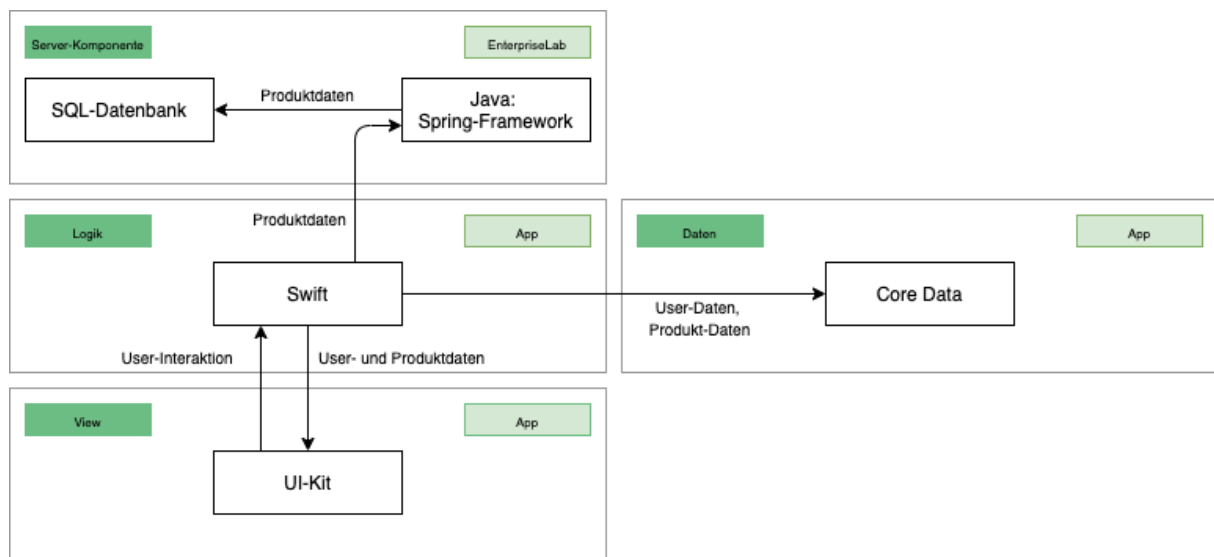 Server-Komponente
EnterpriseLab
SQL-Datenbank
Produktdaten
Java:
Spring-Framework
Logik
Produktdaten
App
Swift
User-Interaktion
User- und Produktdaten
Daten
App
Core Data
User-Daten,
Produkt-Daten
View
App
UI-Kit